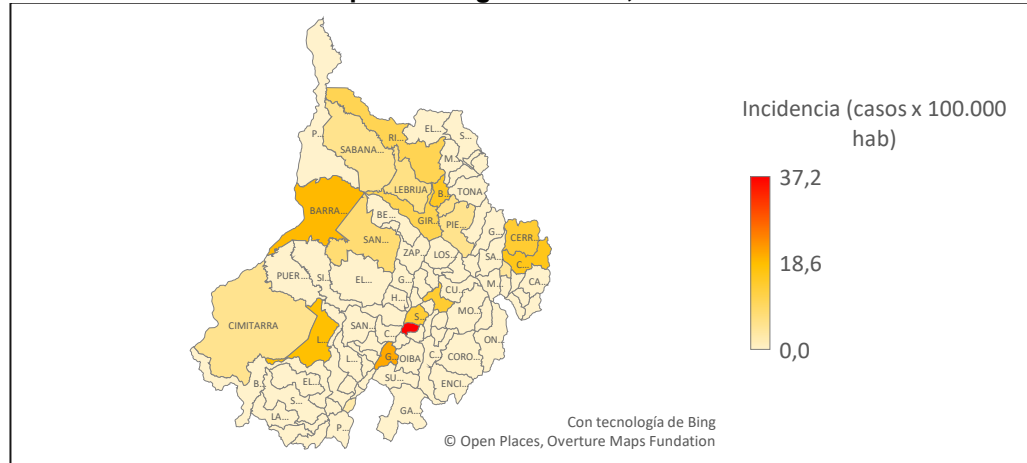 Incidencia (casos x 100.000
hab)
37,2
18,6
0,0
P...
RI...
EL...
S...
SABANA...
M...
LEBRIJA
B...
TONA
BARRA...
BE...
GIR...
PIE...
G...
CERR...
SAN...
ZAP...
LOS...
SA...
C...
PUER...
SI...
EL...
G...
CU...
M...
CA...
H...
S...
MO...
CIMITARRA
L...
SAN...
C...
ON...
L...
G...
OIBA
C...
CORO...
B...
EL...
SU...
ENCI...
S...
LA...
P...
GA...
Con tecnología de Bing
© Open Places, Overture Maps Foundation